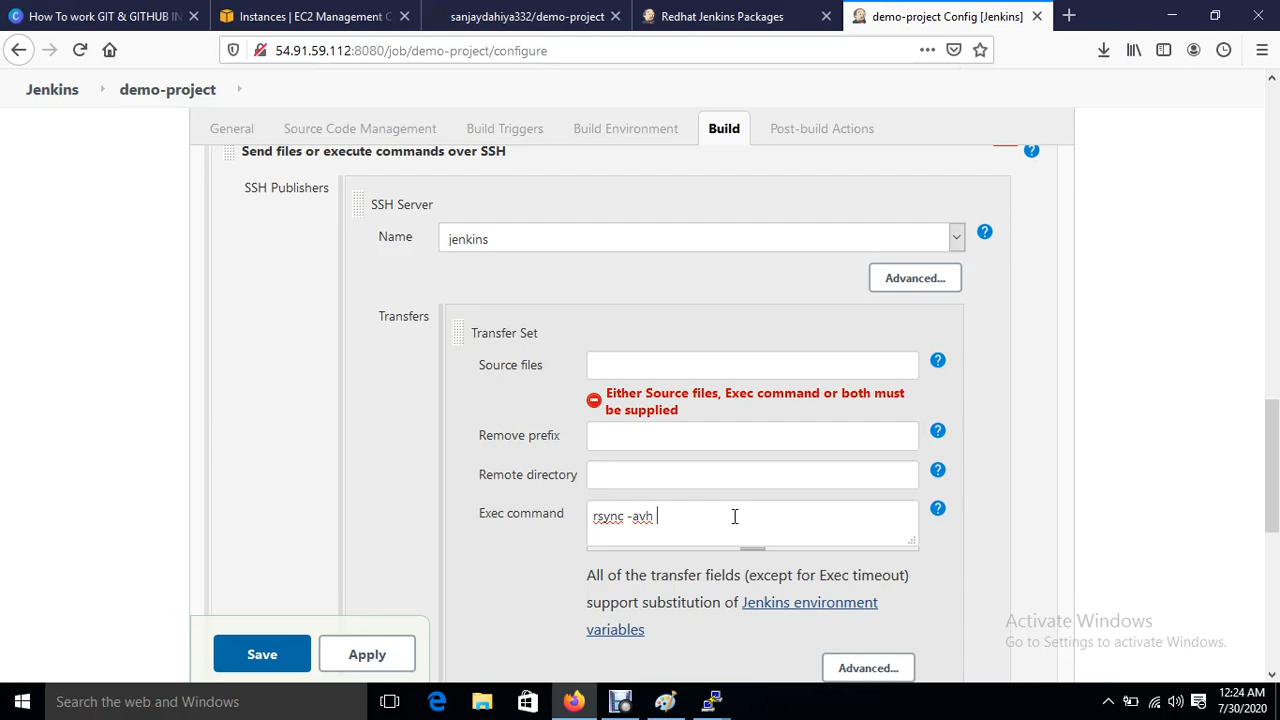 How To work GIT & GITHUB IN
Instances | EC2 Management C
sanjaydahiya332/demo-project
Redhat Jenkins Packages
demo-project Config [Jenkins]
54.91.59.112:8080/job/demo-project/configure
Jenkins
demo-project
General
Source Code Management
Build Triggers
Build Environment
Build
Post-build Actions
Send files or execute commands over SSH
SSH Publishers
SSH Server
Name
jenkins
Advanced...
Transfers
Transfer Set
Source files
Either Source files, Exec command or both must
be supplied
Remove prefix
Remote directory
Exec command
rsync -avh
All of the transfer fields (except for Exec timeout)
support substitution of Jenkins environment
variables
Advanced...
Save
Apply
Activate Windows
Go to Settings to activate Windows.
Search the web and Windows
12:24 AM
7/30/2020